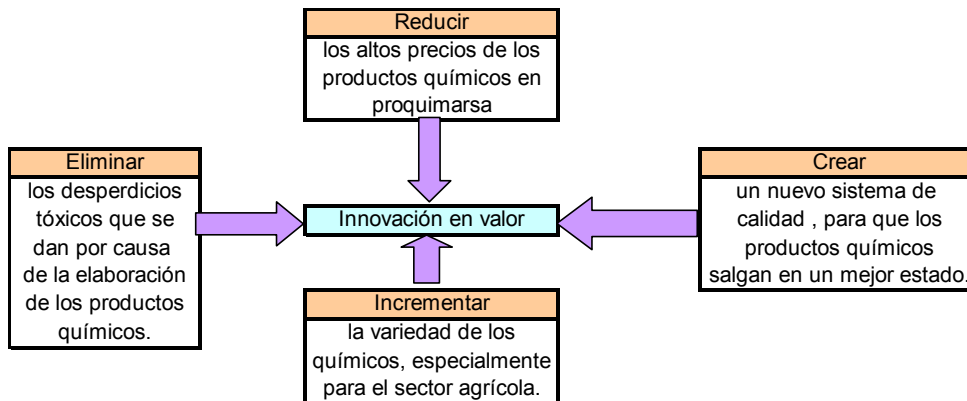 Reducir
los altos precios de los
productos químicos en
proquimarsa
Eliminar
los desperdicios
tóxicos que se
dan por causa
de la elaboración
de los productos
químicos.
Innovación en valor
Crear
un nuevo sistema de
calidad , para que los
productos químicos
salgan en un mejor estado.
Incrementar
la variedad de los
químicos, especialmente
para el sector agrícola.